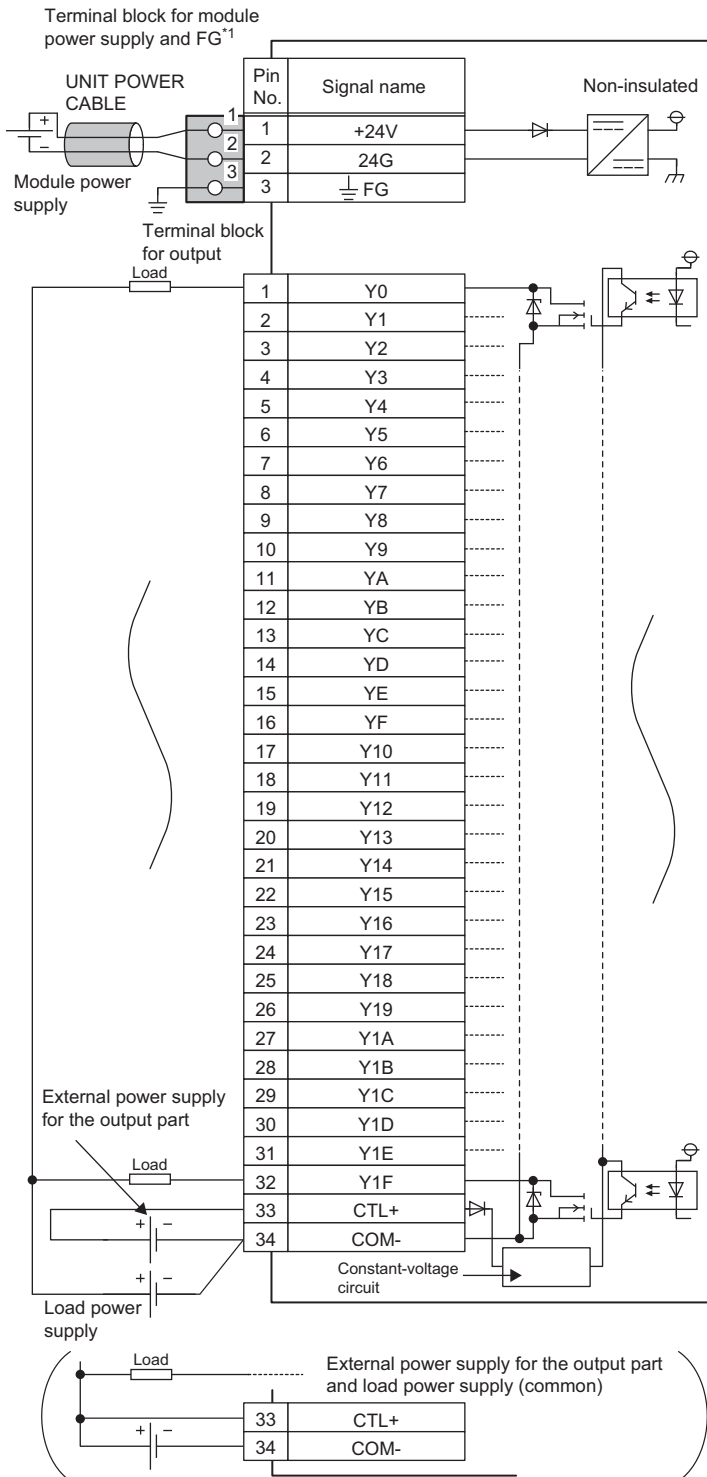 Terminal block for module
power supply and FG*1
UNIT POWER
CABLE
+
−
Module power
supply
Pin
No.
Signal name
Non-insulated
1
1
+24V
2
2
24G
3
3
FG
Terminal block
for output
Load
1
Y0
2
Y1
3
Y2
4
Y3
5
Y4
6
Y5
7
Y6
8
Y7
9
Y8
10
Y9
11
YA
12
YB
13
YC
14
YD
15
YE
16
YF
17
Y10
18
Y11
19
Y12
20
Y13
21
Y14
22
Y15
23
Y16
24
Y17
25
Y18
26
Y19
27
Y1A
28
Y1B
29
Y1C
30
Y1D
31
Y1E
External power supply
for the output part
Load
32
Y1F
33
CTL+
34
COM-
+ −
+ −
Load power
supply
Constant-voltage
circuit
Load
External power supply for the output part
and load power supply (common)
33
CTL+
+ −
34
COM-